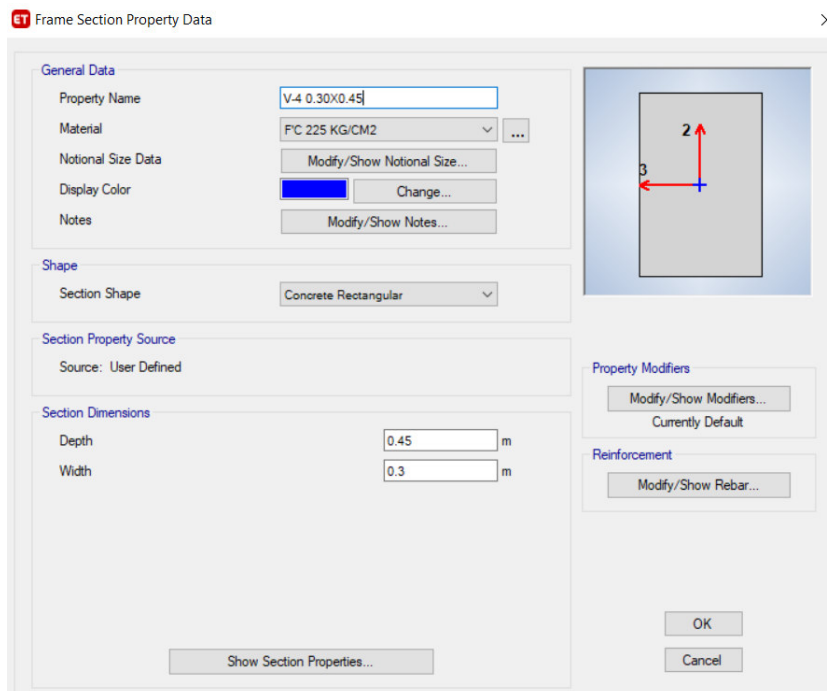 ET Frame Section Property Data
General Data
Property Name V-4 0.30X0.45
Material F'C 225 KG/CM2 ...
Notional Size Data Modify/Show Notional Size...
Display Color Change...
Notes Modify/Show Notes...
2
3
Shape
Section Shape Concrete Rectangular
Section Property Source
Source: User Defined
Property Modifiers
Modify/Show Modifiers...
Currently Default
Section Dimensions
Depth 0.45 m
Width 0.3 m
Reinforcement
Modify/Show Rebar...
OK
Show Section Properties...
Cancel